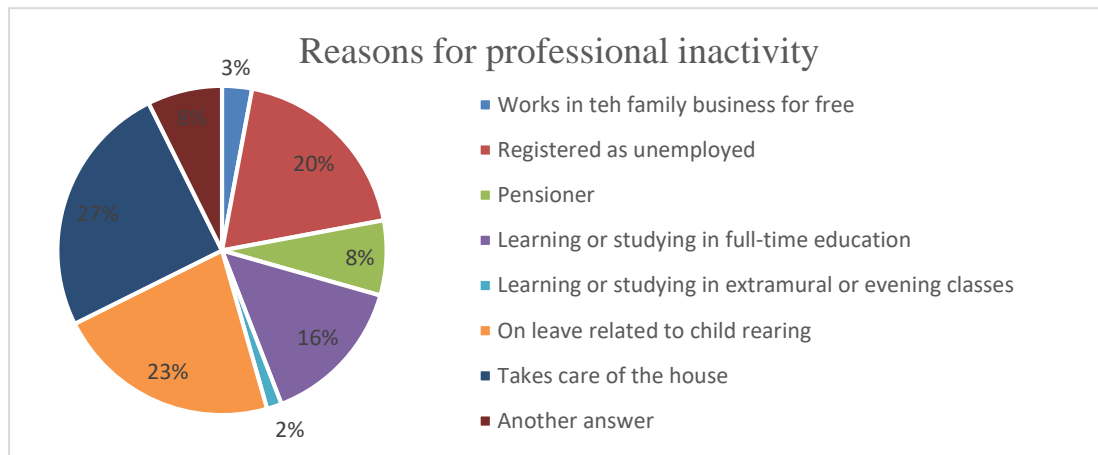 Reasons for professional inactivity
3%
20%
8%
16%
2%
23%
27%
8%
Works in teh family business for free
Registered as unemployed
Pensioner
Learning or studying in full-time education
Learning or studying in extramural or evening classes
On leave related to child rearing
Takes care of the house
Another answer